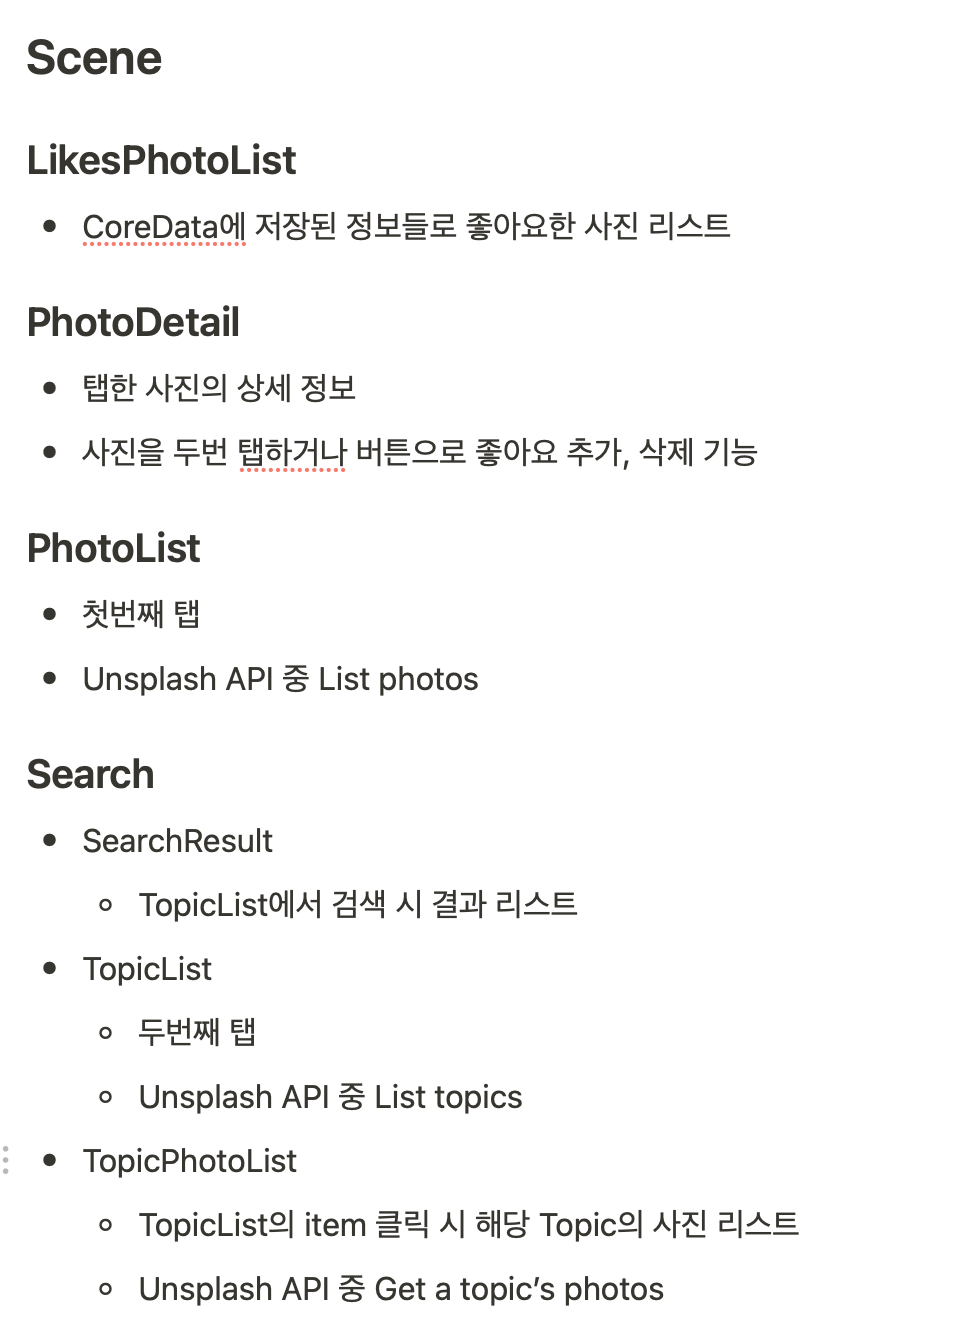 Scene
LikesPhotoList
CoreData에 저장된 정보들로 좋아요한 사진 리스트
PhotoDetail
탭한 사진의 상세 정보
사진을 두번 탭하거나 버튼으로 좋아요 추가, 삭제 기능
PhotoList
첫번째 탭
Unsplash API 중 List photos
Search
SearchResult
TopicList에서 검색 시 결과 리스트
TopicList
두번째 탭
Unsplash API 중 List topics
TopicPhotoList
TopicList의 item 클릭 시 해당 Topic의 사진 리스트
Unsplash API 중 Get a topic’s photos